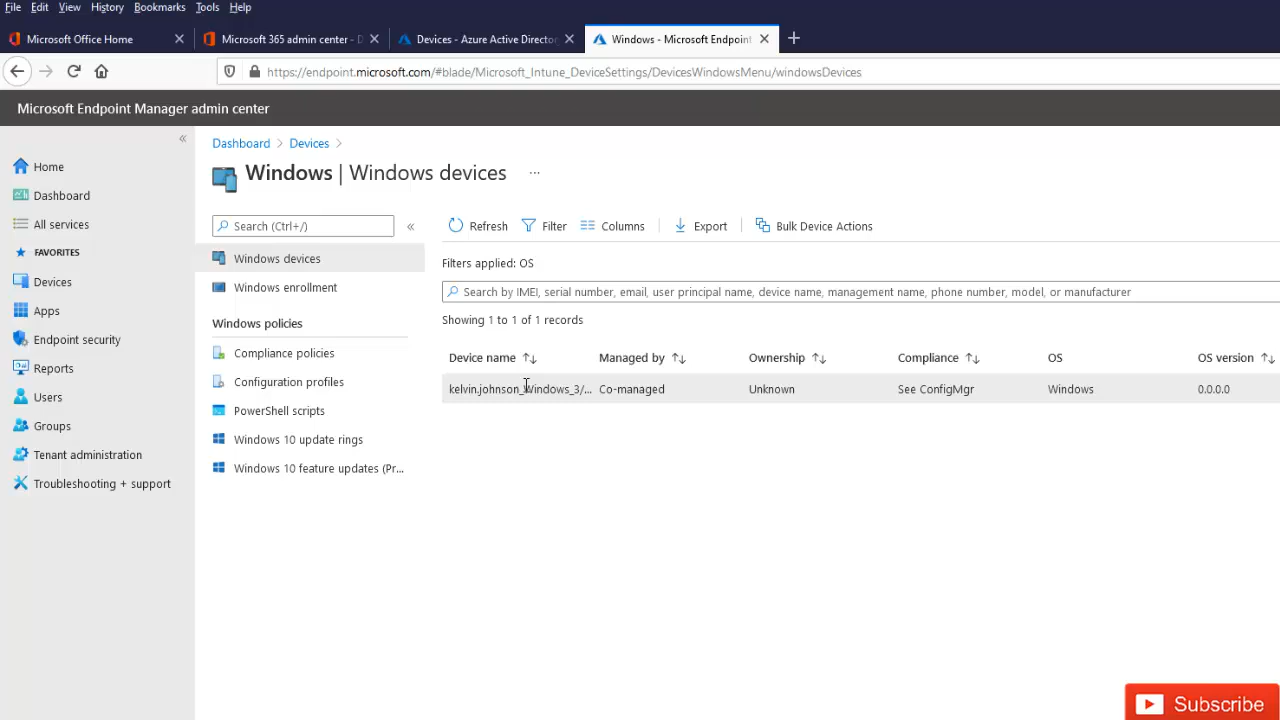 File Edit View History Bookmarks Tools Help
Microsoft Office Home
Microsoft 365 admin center - D
Devices - Azure Active Director
Windows - Microsoft Endpoint
https://endpoint.microsoft.com/#blade/Microsoft_Intune_DeviceSettings/DevicesWindowsMenu/windowsDevices
Microsoft Endpoint Manager admin center
Home
Dashboard
All services
FAVORITES
Devices
Apps
Endpoint security
Reports
Users
Groups
Tenant administration
Troubleshooting + support
Dashboard > Devices >
Windows | Windows devices ...
Search (Ctrl+/)
Windows devices
Windows enrollment
Windows policies
Compliance policies
Configuration profiles
PowerShell scripts
Windows 10 update rings
Windows 10 feature updates (Pr...
Refresh Filter Columns Export Bulk Device Actions
Filters applied: OS
Search by IMEI, serial number, email, user principal name, device name, management name, phone number, model, or manufacturer
Showing 1 to 1 of 1 records
Device name Managed by Ownership Compliance OS OS version
kelvin.johnson_Windows_3/... Co-managed Unknown See ConfigMgr Windows 0.0.0.0
Subscribe